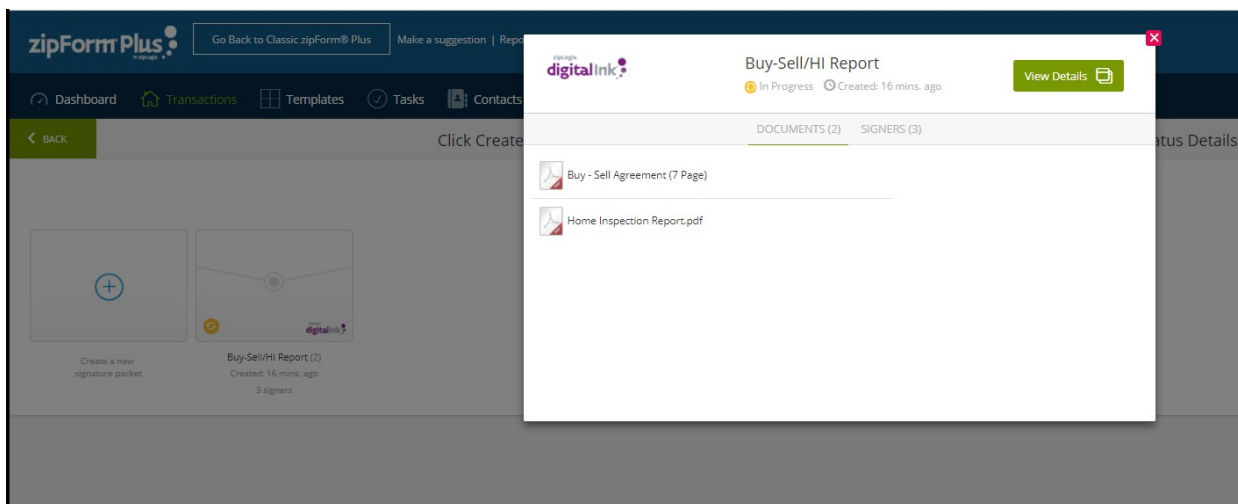 zipForm Plus
by zipLogix
Go Back to Classic zipForm® Plus
Make a suggestion | Repo
Dashboard
Transactions
Templates
Tasks
Contacts
BACK
Click Create
atus Details
Create a new
signature packet
digitalink
Buy-Sell/HI Report (2)
Created: 16 mins. ago
3 signers
zipLogix
digitalink
Buy-Sell/HI Report
In Progress
Created: 16 mins. ago
View Details
DOCUMENTS (2)
SIGNERS (3)
Buy - Sell Agreement (7 Page)
Home Inspection Report.pdf